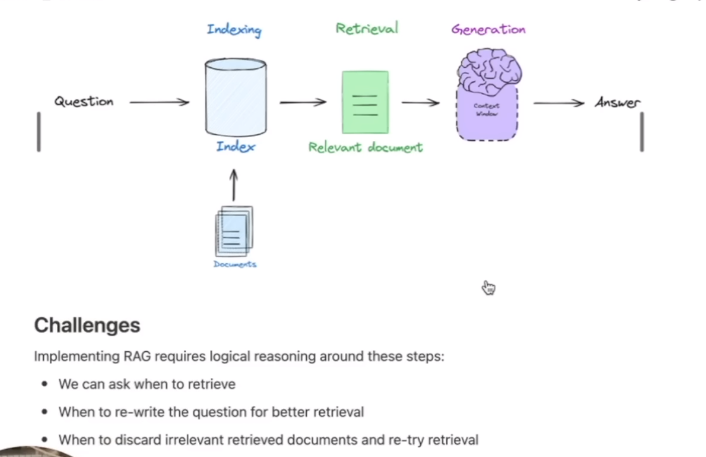 Indexing Retrieval Generation
Question Context Window Answer
Index Relevant document
Documents
Challenges
Implementing RAG requires logical reasoning around these steps:
• We can ask when to retrieve
• When to re-write the question for better retrieval
• When to discard irrelevant retrieved documents and re-try retrieval